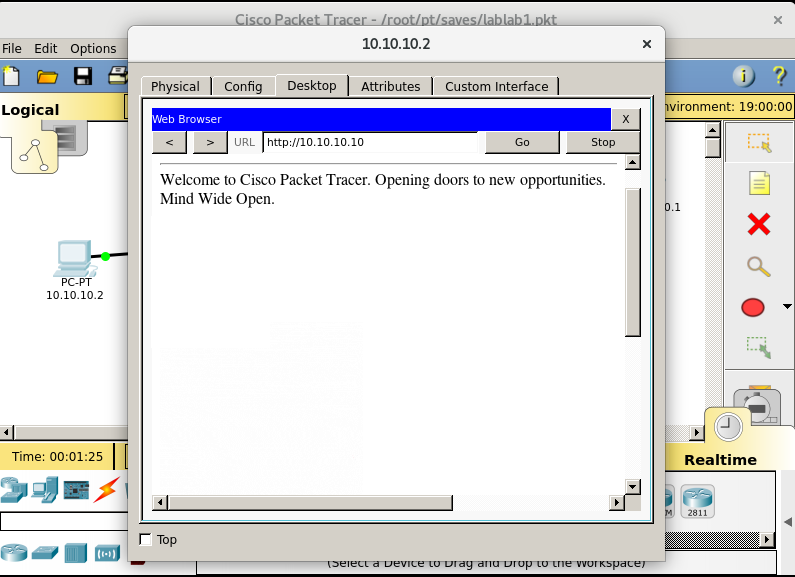 Cisco Packet Tracer - /root/pt/saves/lablab1.pkt
File Edit Options
10.10.10.2
Physical Config Desktop Attributes Custom Interface
Logical
Environment: 19:00:00
Web Browser X
< > URL http://10.10.10.10 Go Stop
Welcome to Cisco Packet Tracer. Opening doors to new opportunities.
Mind Wide Open.
0.1
PC-PT
10.10.10.2
Time: 00:01:25
Realtime
2811
Top
(Select a Device to Drag and Drop to the Workspace)